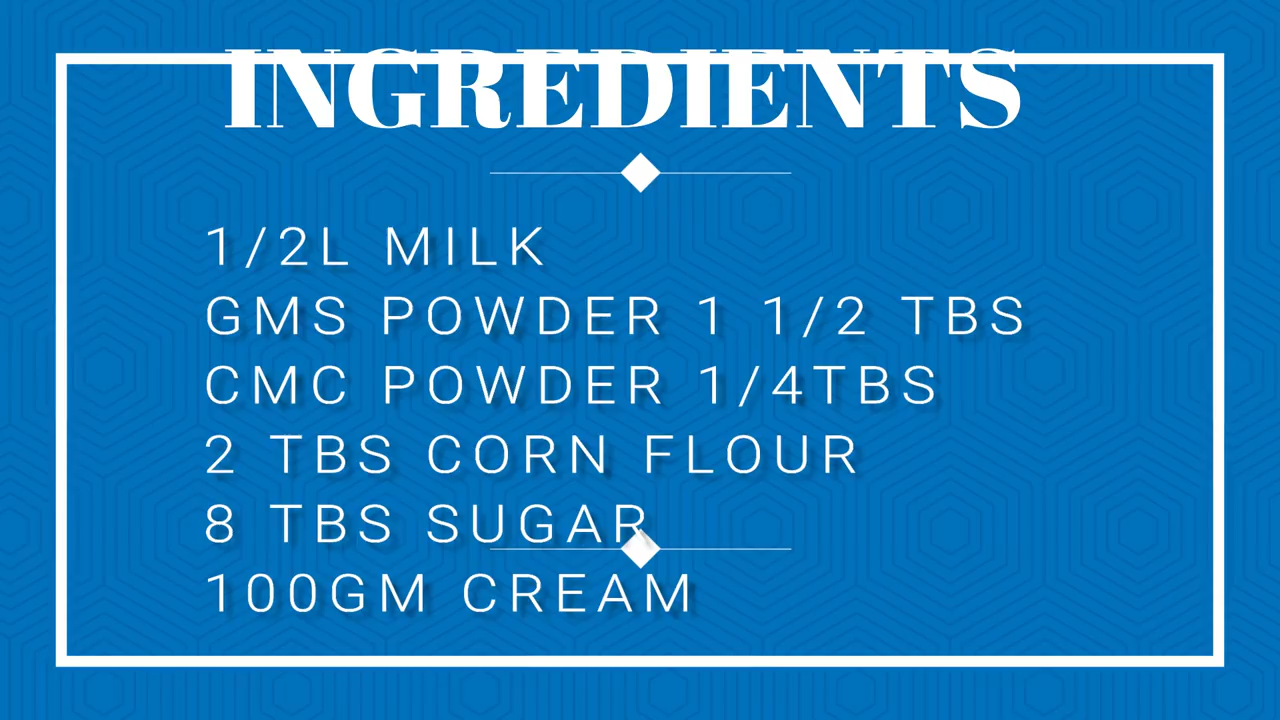 INGREDIENTS
1/2L MILK
GMS POWDER 1 1/2 TBS
CMC POWDER 1/4TBS
2 TBS CORN FLOUR
8 TBS SUGAR
100GM CREAM